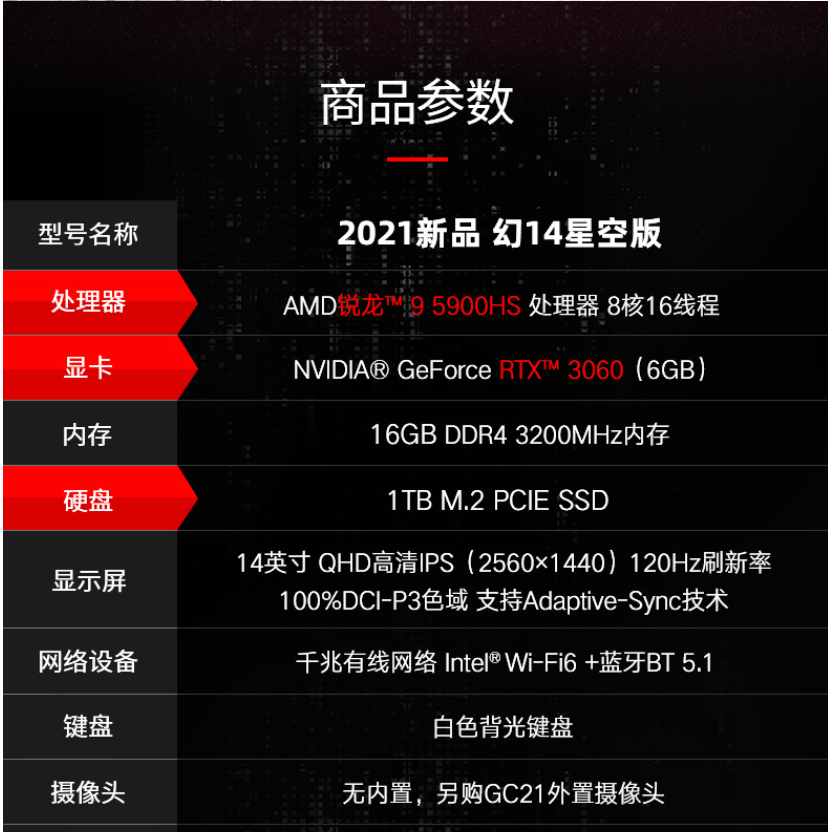 商品参数
型号名称 2021新品 幻14星空版
处理器 AMD锐龙™ 9 5900HS 处理器 8核16线程
显卡 NVIDIA® GeForce RTX™ 3060（6GB）
内存 16GB DDR4 3200MHz内存
硬盘 1TB M.2 PCIE SSD
显示屏 14英寸 QHD高清IPS（2560×1440）120Hz刷新率
100%DCI-P3色域 支持Adaptive-Sync技术
网络设备 千兆有线网络 Intel® Wi-Fi6 +蓝牙BT 5.1
键盘 白色背光键盘
摄像头 无内置，另购GC21外置摄像头